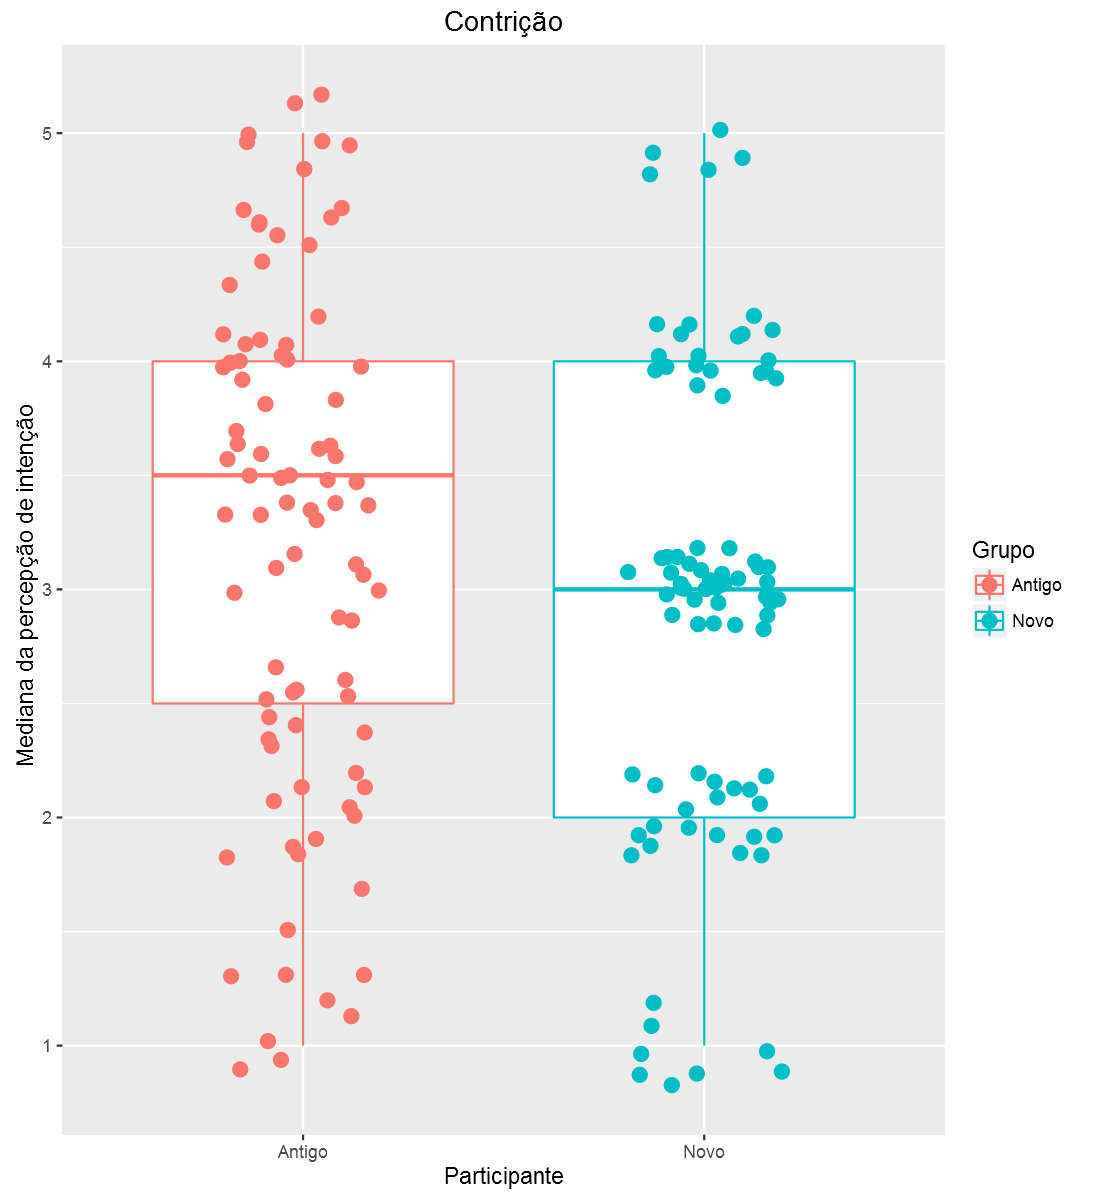 Contrição
Mediana da percepção de intenção
5
4
3
2
1
Antigo
Novo
Participante
Grupo
Antigo
Novo